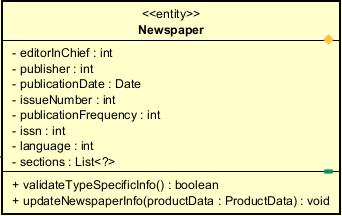 <<entity>>
Newspaper
- editorInChief : int
- publisher : int
- publicationDate : Date
- issueNumber : int
- publicationFrequency : int
- issn : int
- language : int
- sections : List<?>
+ validateTypeSpecificInfo() : boolean
+ updateNewspaperInfo(productData : ProductData) : void